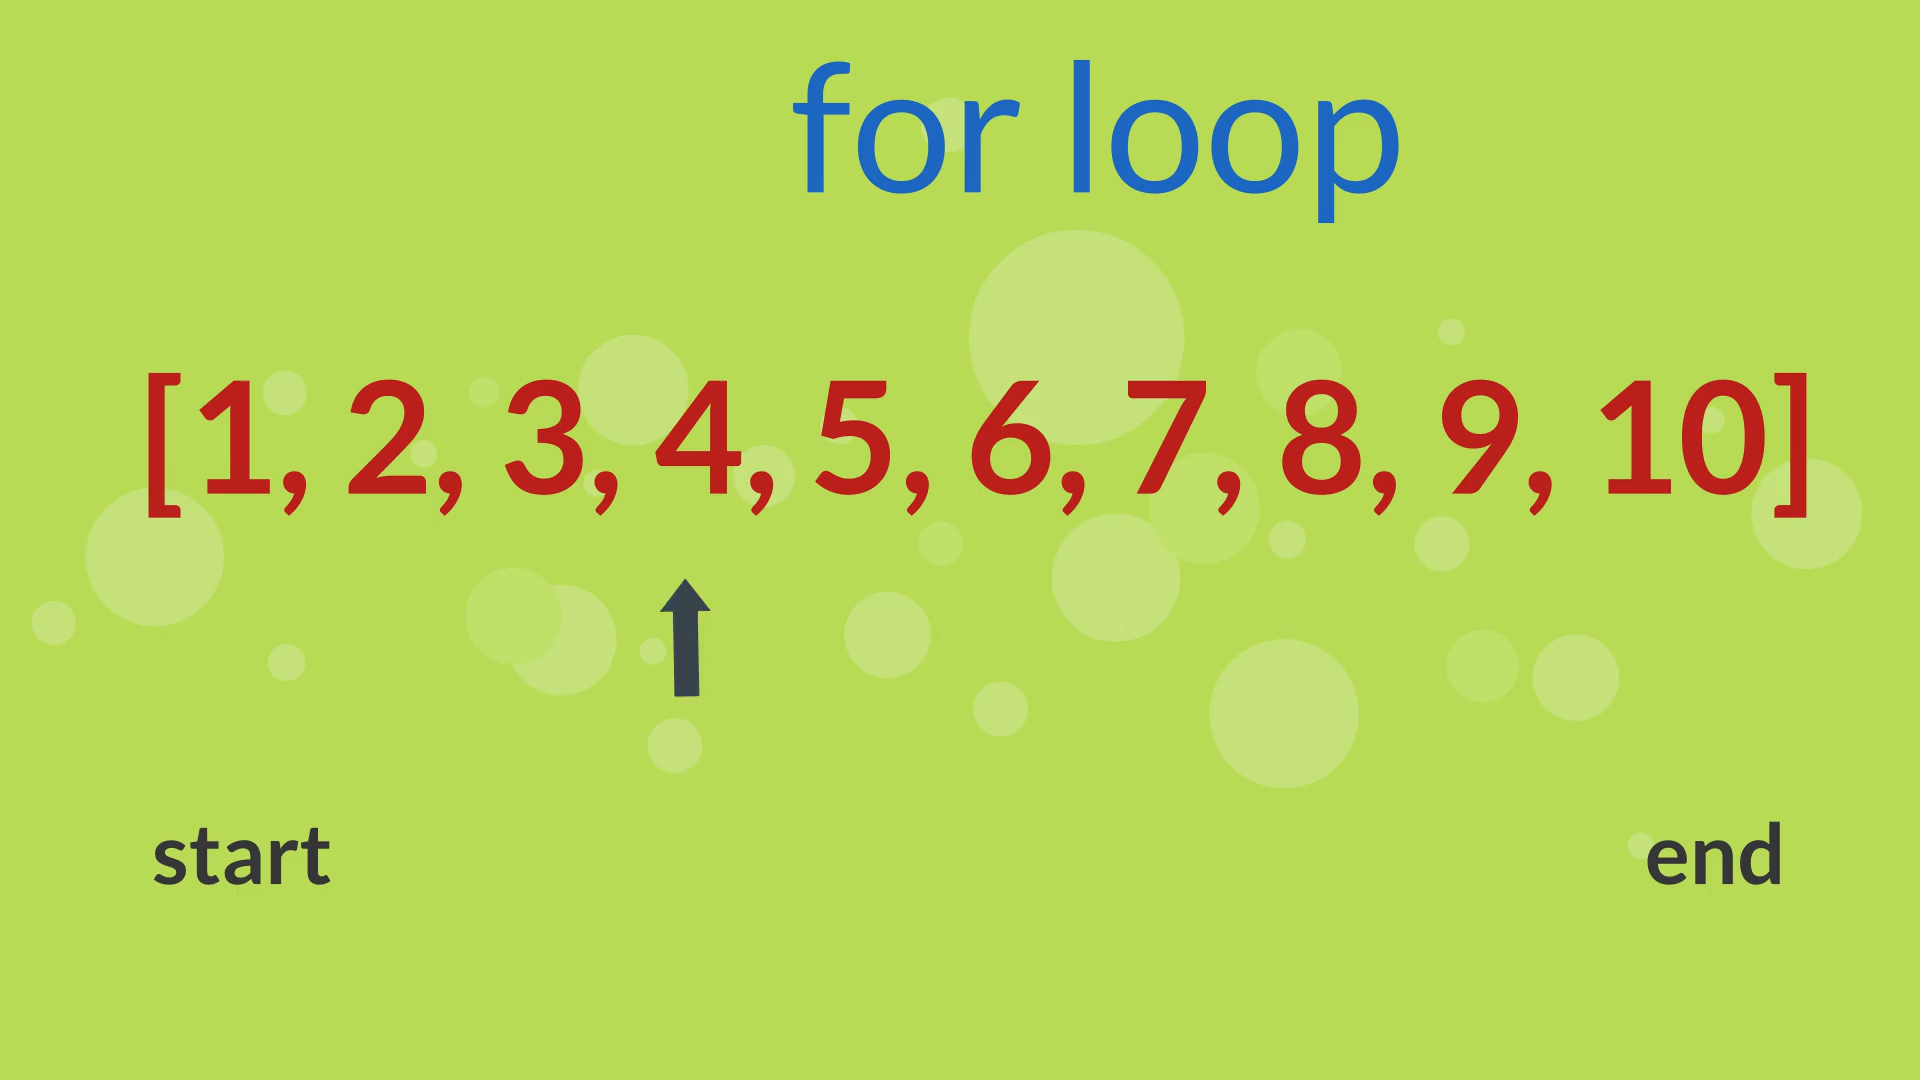 for loop
[1, 2, 3, 4, 5, 6, 7, 8, 9, 10]
start end